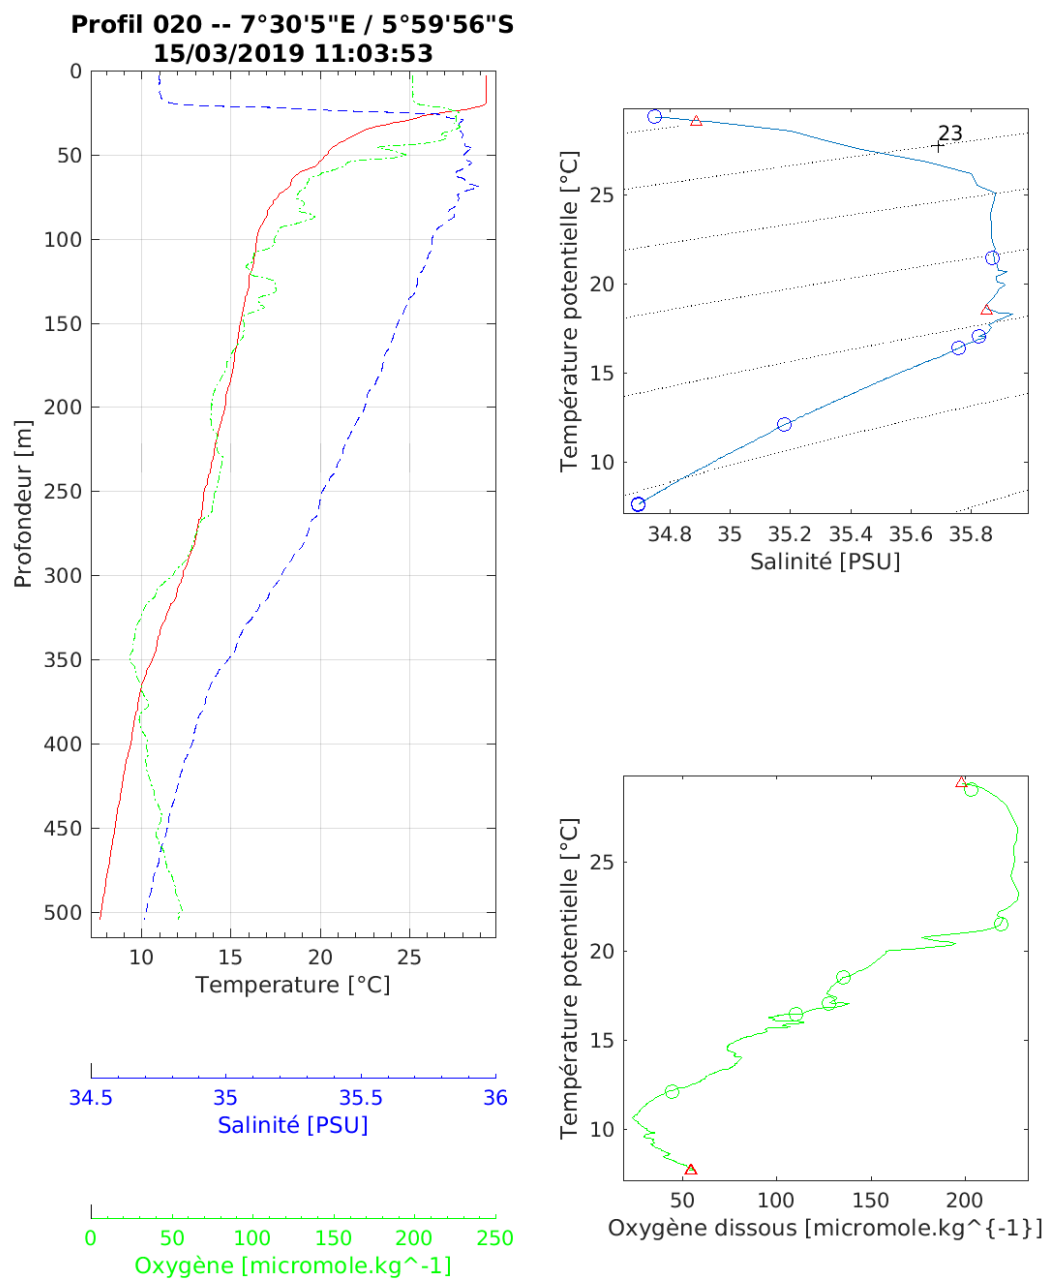 Profil 020 -- 7°30'5"E / 5°59'56"S
15/03/2019 11:03:53
0
50
100
150
200
250
300
350
400
450
500
Profondeur [m]
10 15 20 25
Temperature [°C]
34.5 35 35.5 36
Salinité [PSU]
0 50 100 150 200 250
Oxygène [micromole.kg^-1]
23
25
20
15
10
Température potentielle [°C]
34.8 35 35.2 35.4 35.6 35.8
Salinité [PSU]
25
20
15
10
Température potentielle [°C]
50 100 150 200
Oxygène dissous [micromole.kg^{-1}]